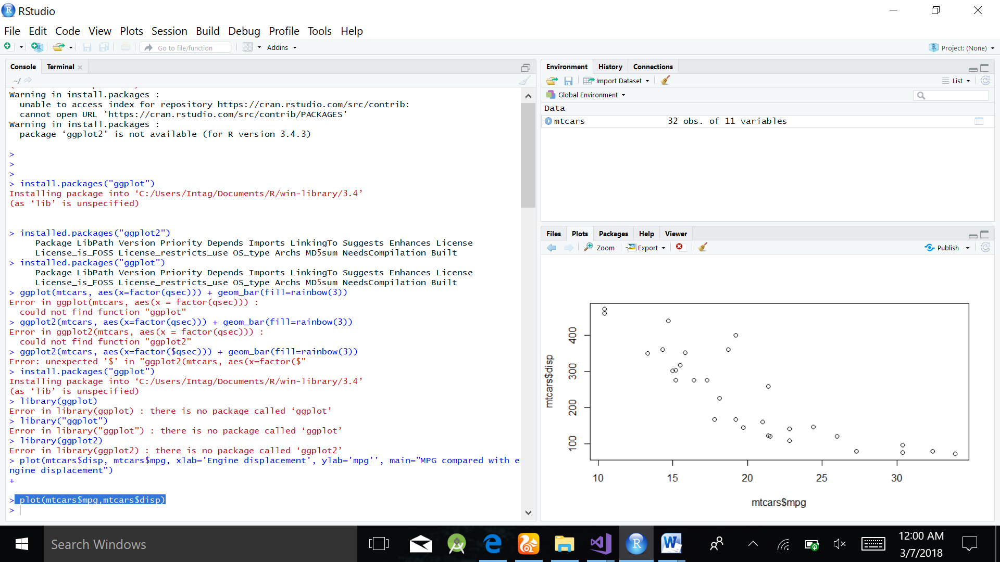 RStudio
File Edit Code View Plots Session Build Debug Profile Tools Help
Go to file/function Addins Project: (None)
Console Terminal
~/
Warning in install.packages :
  unable to access index for repository https://cran.rstudio.com/src/contrib:
  cannot open URL 'https://cran.rstudio.com/src/contrib/PACKAGES'
Warning in install.packages :
  package ‘ggplot2’ is not available (for R version 3.4.3)
>
>
>
> install.packages("ggplot")
Installing package into ‘C:/Users/Intag/Documents/R/win-library/3.4’
(as ‘lib’ is unspecified)
> installed.packages("ggplot2")
     Package LibPath Version Priority Depends Imports LinkingTo Suggests Enhances License
     License_is_FOSS License_restricts_use OS_type Archs MD5sum NeedsCompilation Built
> installed.packages("ggplot")
     Package LibPath Version Priority Depends Imports LinkingTo Suggests Enhances License
     License_is_FOSS License_restricts_use OS_type Archs MD5sum NeedsCompilation Built
> ggplot(mtcars, aes(x=factor(qsec))) + geom_bar(fill=rainbow(3))
Error in ggplot(mtcars, aes(x = factor(qsec))) :
  could not find function "ggplot"
> ggplot2(mtcars, aes(x=factor(qsec))) + geom_bar(fill=rainbow(3))
Error in ggplot2(mtcars, aes(x = factor(qsec))) :
  could not find function "ggplot2"
> ggplot2(mtcars, aes(x=factor($qsec))) + geom_bar(fill=rainbow(3))
Error: unexpected '$' in "ggplot2(mtcars, aes(x=factor($"
> install.packages("ggplot")
Installing package into ‘C:/Users/Intag/Documents/R/win-library/3.4’
(as ‘lib’ is unspecified)
> library(ggplot)
Error in library(ggplot) : there is no package called ‘ggplot’
> library("ggplot")
Error in library("ggplot") : there is no package called ‘ggplot’
> library(ggplot2)
Error in library(ggplot2) : there is no package called ‘ggplot2’
> plot(mtcars$disp, mtcars$mpg, xlab='Engine displacement', ylab='mpg'', main=”MPG compared with e
ngine displacement”)
+
> plot(mtcars$mpg,mtcars$disp)
>
Environment History Connections
Import Dataset List
Global Environment
Data
mtcars 32 obs. of 11 variables
Files Plots Packages Help Viewer
Zoom Export Publish
mtcars$disp
400
300
200
100
10 15 20 25 30
mtcars$mpg
Search Windows
12:00 AM
3/7/2018